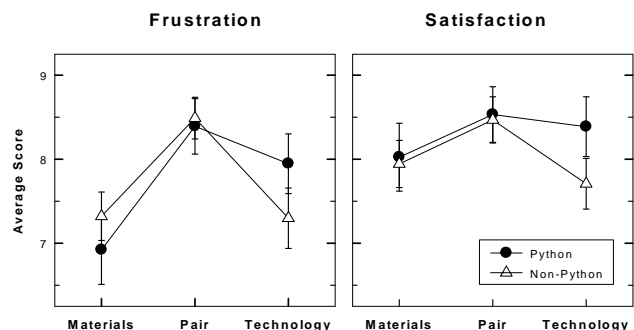 Frustration Satisfaction
9
8
7
Average Score
Python
Non-Python
Materials Pair Technology Materials Pair Technology